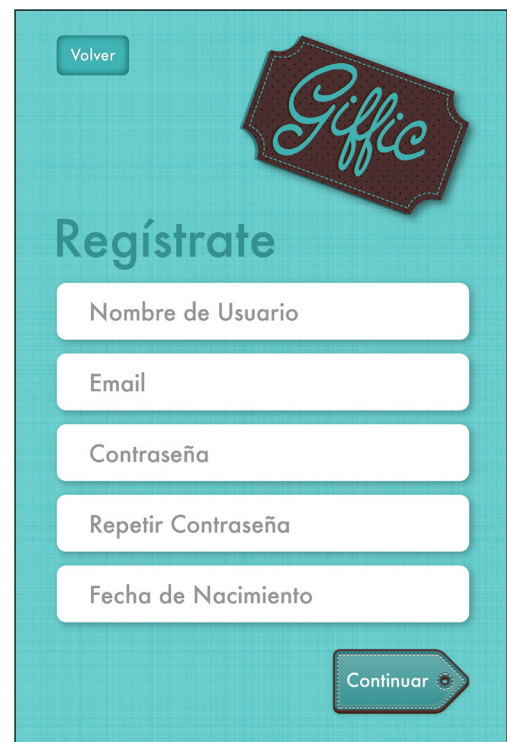 Volver
Giffic
Regístrate
Nombre de Usuario
Email
Contraseña
Repetir Contraseña
Fecha de Nacimiento
Continuar